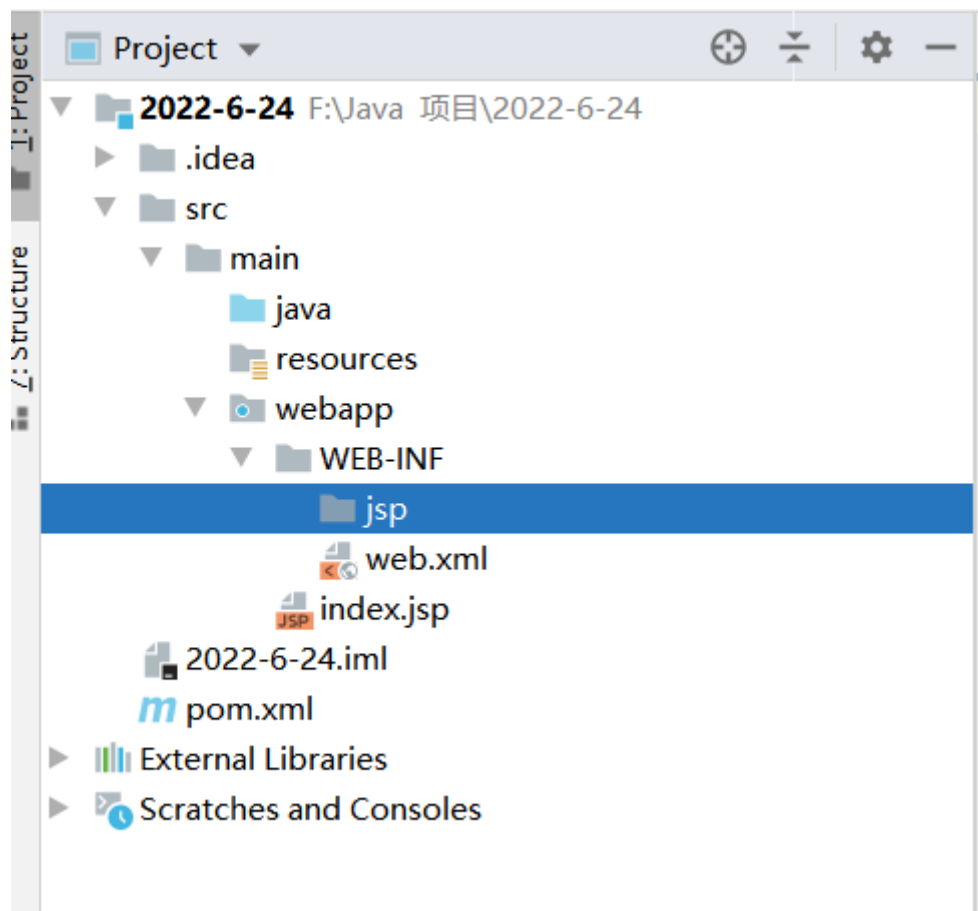 1: Project
7: Structure
Project
2022-6-24 F:\Java 项目\2022-6-24
.idea
src
main
java
resources
webapp
WEB-INF
jsp
web.xml
JSP index.jsp
2022-6-24.iml
m pom.xml
External Libraries
Scratches and Consoles